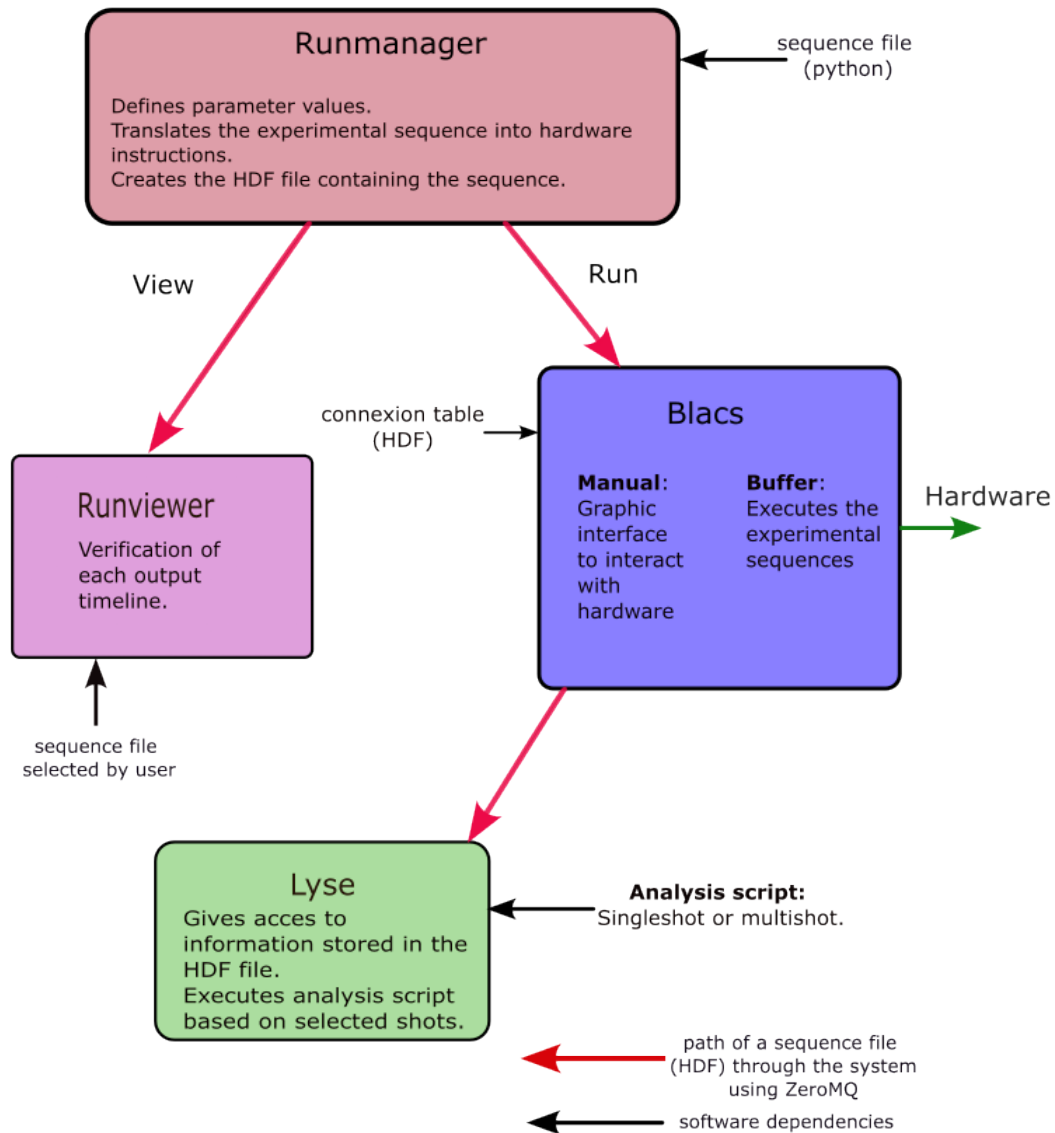 Runmanager
Defines parameter values.
Translates the experimental sequence into hardware
instructions.
Creates the HDF file containing the sequence.
sequence file
(python)
View
Run
connexion table
(HDF)
Blacs
Manual:
Graphic
interface
to interact
with
hardware
Buffer:
Executes the
experimental
sequences
Hardware
Runviewer
Verification of
each output
timeline.
sequence file
selected by user
Lyse
Gives acces to
information stored in the
HDF file.
Executes analysis script
based on selected shots.
Analysis script:
Singleshot or multishot.
path of a sequence file
(HDF) through the system
using ZeroMQ
software dependencies